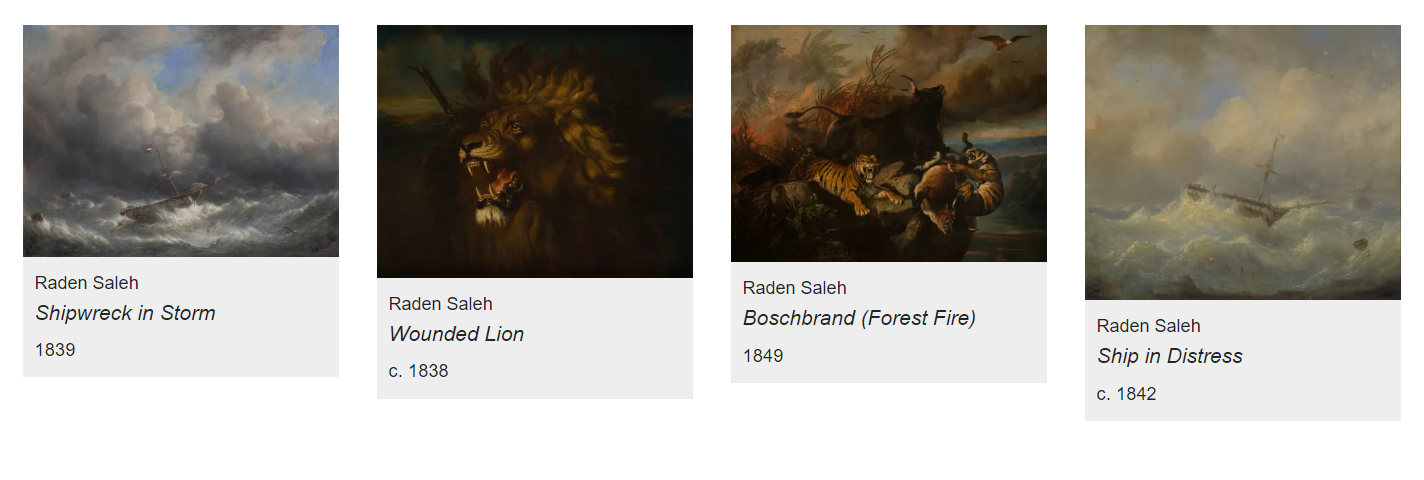 Raden Saleh
Shipwreck in Storm
1839
Raden Saleh
Wounded Lion
c. 1838
Raden Saleh
Boschbrand (Forest Fire)
1849
Raden Saleh
Ship in Distress
c. 1842